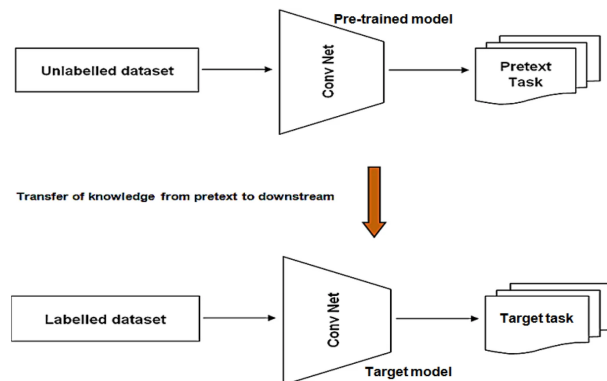 Pre-trained model
Unlabelled dataset
Conv Net
Pretext
Task
Transfer of knowledge from pretext to downstream
Labelled dataset
Conv Net
Target task
Target model